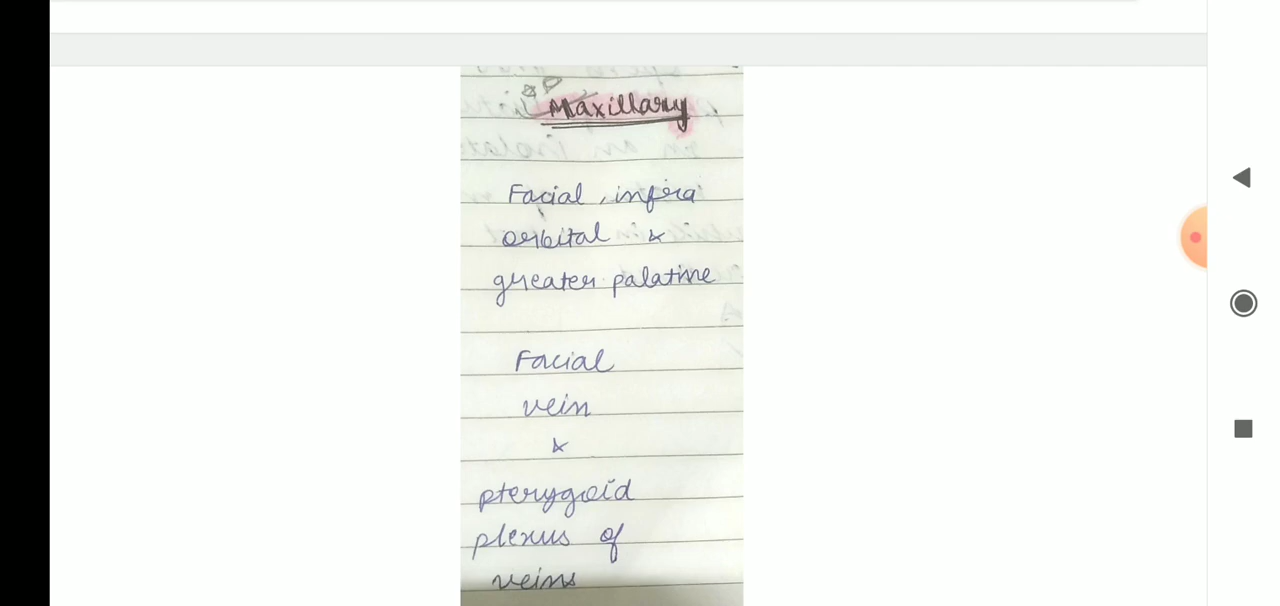 Maxillary
Facial, infra
orbital &
greater palatine
Facial
vein
&
pterygoid
plexus of
veins